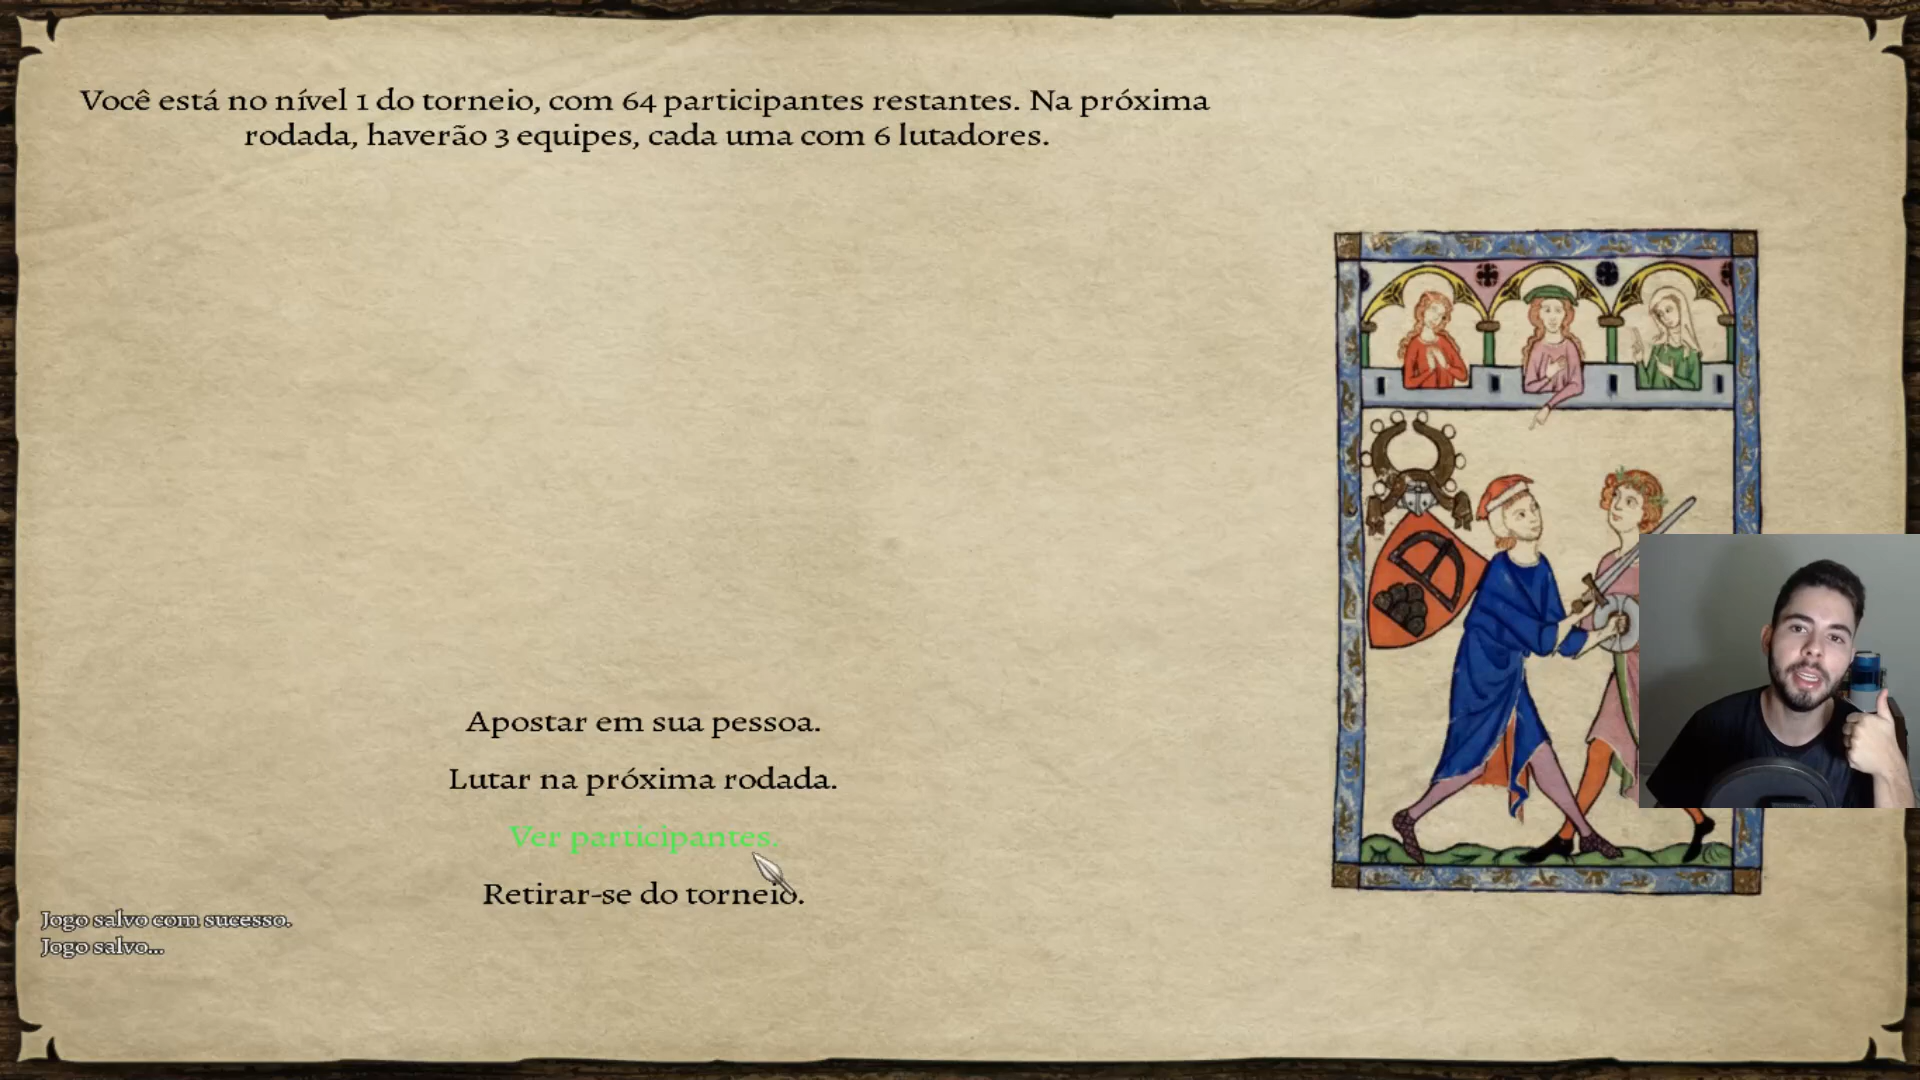 Você está no nível 1 do torneio, com 64 participantes restantes. Na próxima
rodada, haverão 3 equipes, cada uma com 6 lutadores.
Apostar em sua pessoa.
Lutar na próxima rodada.
Ver participantes.
Retirar-se do torneio.
Jogo salvo com sucesso.
Jogo salvo...